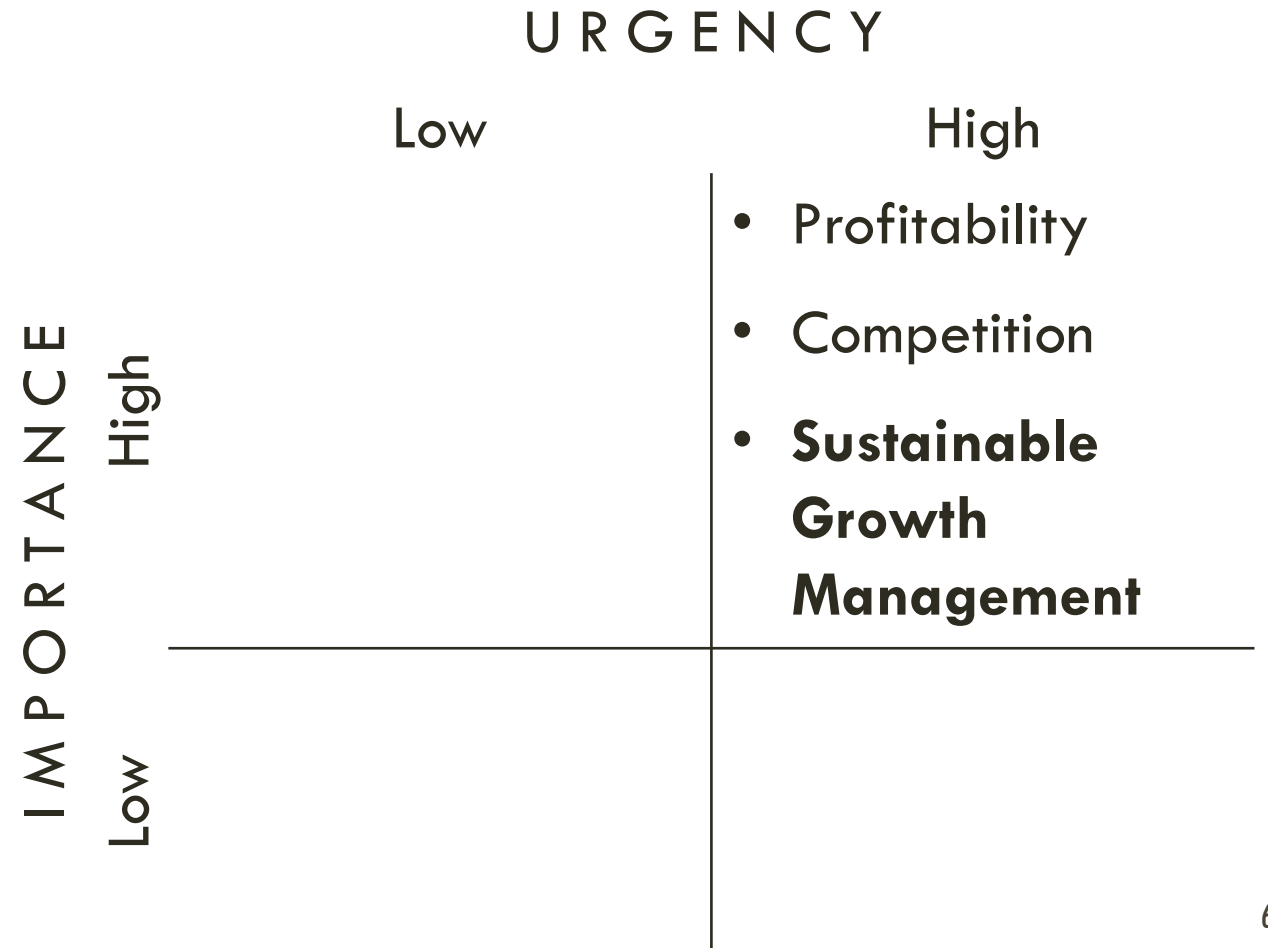 URGENCY
Low High
• Profitability
• Competition
• Sustainable
Growth
Management
IMPORTANCE
High
Low